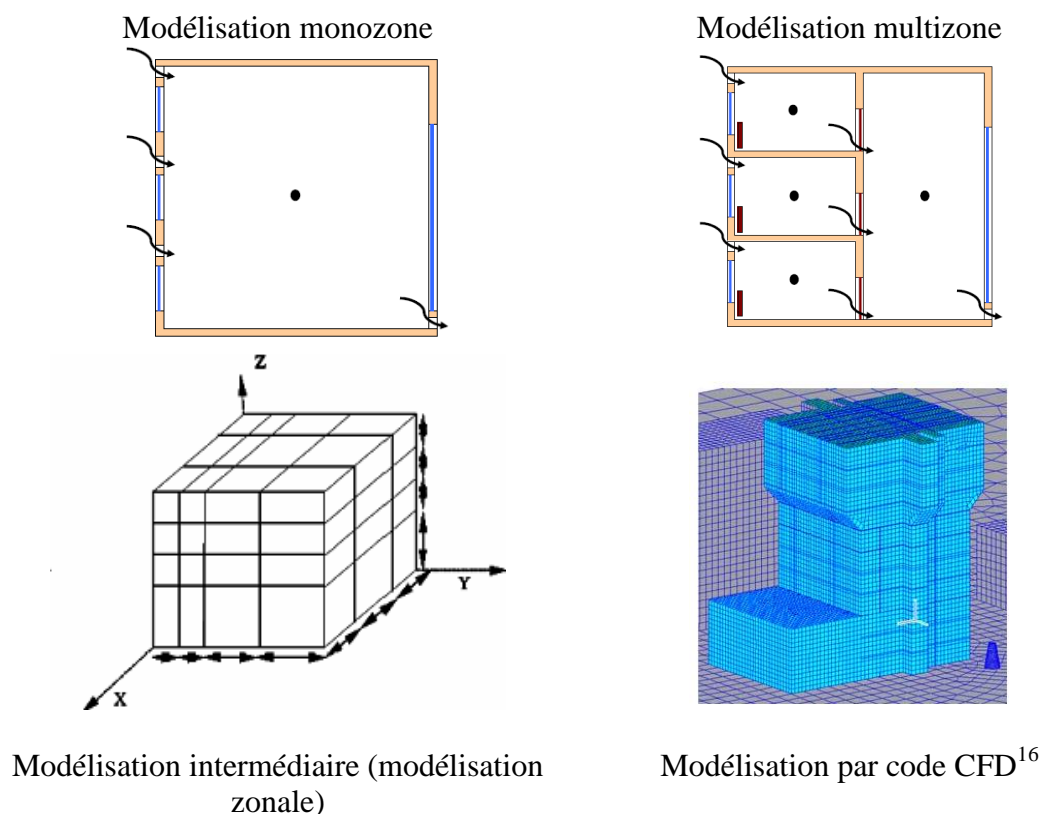 Modélisation monozone
Modélisation multizone
Z
Y
X
Modélisation intermédiaire (modélisation
zonale)
Modélisation par code CFD16